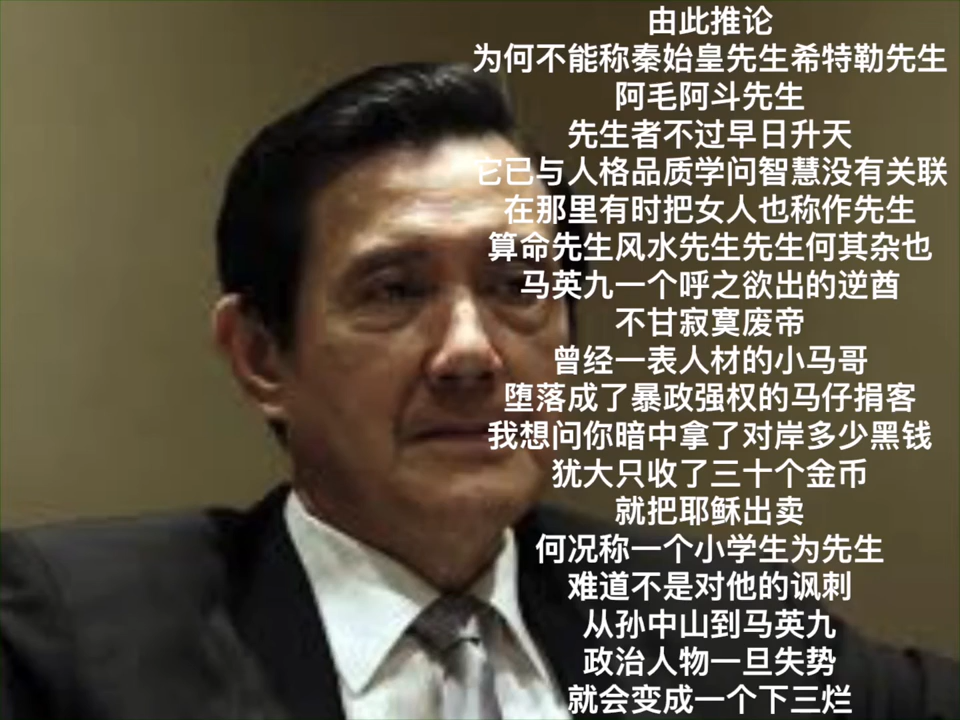 由此推论
为何不能称秦始皇先生希特勒先生
阿毛阿斗先生
先生者不过早日升天
它已与人格品质学问智慧没有关联
在那里有时把女人也称作先生
算命先生风水先生先生何其杂也
马英九一个呼之欲出的逆酋
不甘寂寞废帝
曾经一表人材的小马哥
堕落成了暴政强权的马仔捐客
我想问你暗中拿了对岸多少黑钱
犹大只收了三十个金币
就把耶稣出卖
何况称一个小学生为先生
难道不是对他的讽刺
从孙中山到马英九
政治人物一旦失势
就会变成一个下三烂